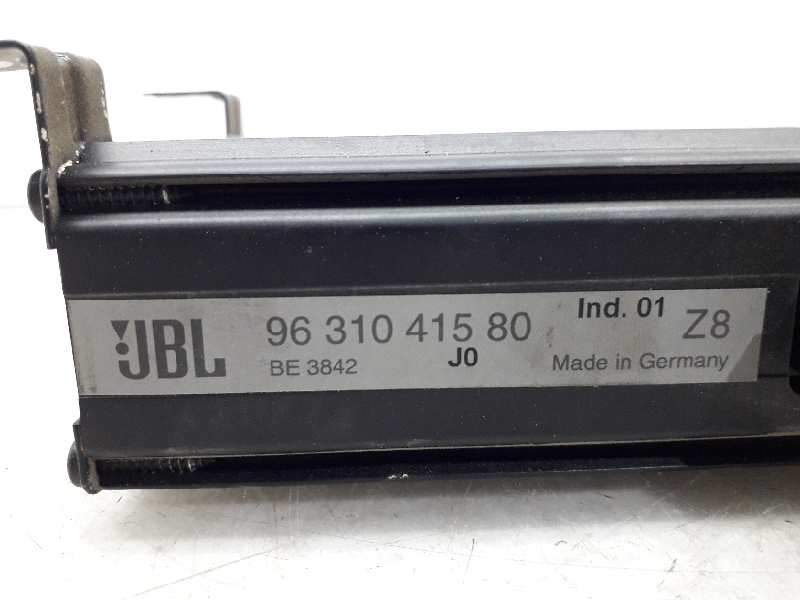 JBL 96 310 415 80 Ind. 01 Z8
BE 3842 J0 Made in Germany